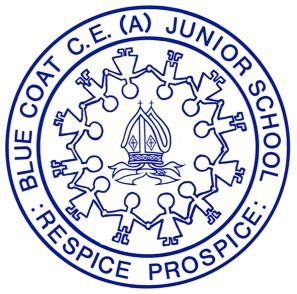 BLUE COAT C.E. (A) JUNIOR SCHOOL
:RESPICE PROSPICE: